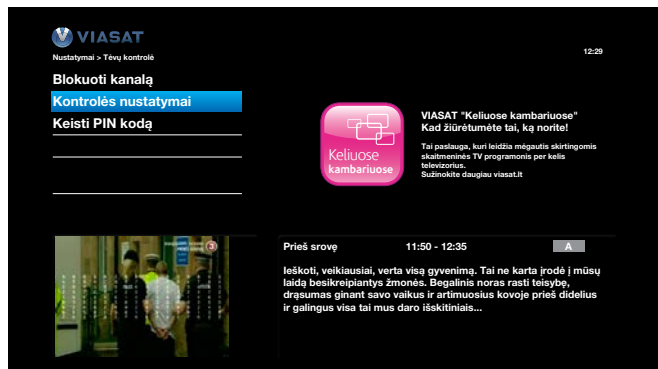 VIASAT
Nustatymai > Tėvų kontrolė
12:29
Blokuoti kanalą
Kontrolės nustatymai
Keisti PIN kodą
Keliuose
kambariuose
VIASAT "Keliuose kambariuose"
Kad žiūrėtumėte tai, ką norite!
Tai paslauga, kuri leidžia mėgautis skirtingomis
skaitmeninės TV programonis per kelis
televizorius.
Sužinokite daugiau viasat.lt
3
Prieš srovę 11:50 - 12:35 A
Ieškoti, veikiausiai, verta visą gyvenimą. Tai ne karta įrodė į mūsų
laidą besikreipiantys žmonės. Begalinis noras rasti teisybę,
drąsumas ginant savo vaikus ir artimuosius kovoje prieš didelius
ir galingus visa tai mus daro išskitiniais...